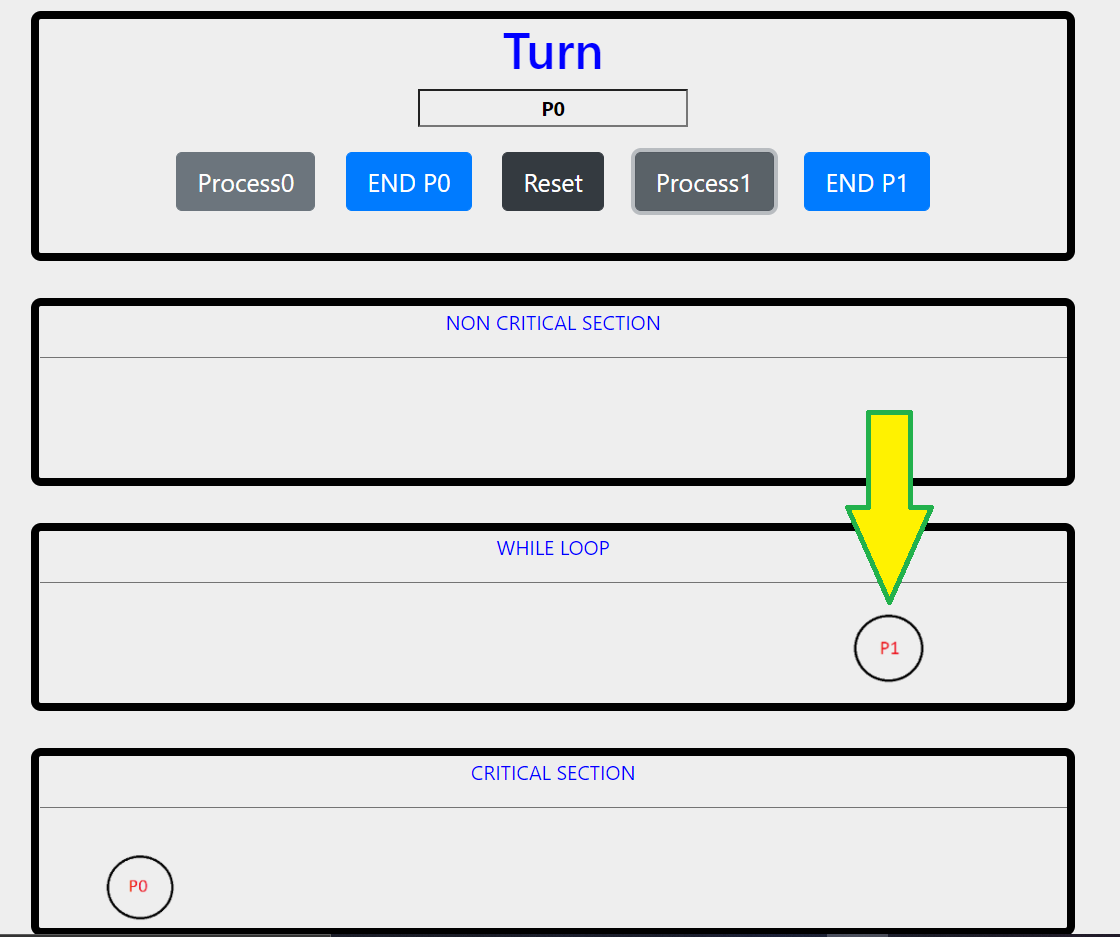 Turn
P0
Process0 END P0 Reset Process1 END P1
NON CRITICAL SECTION
WHILE LOOP
P1
CRITICAL SECTION
P0